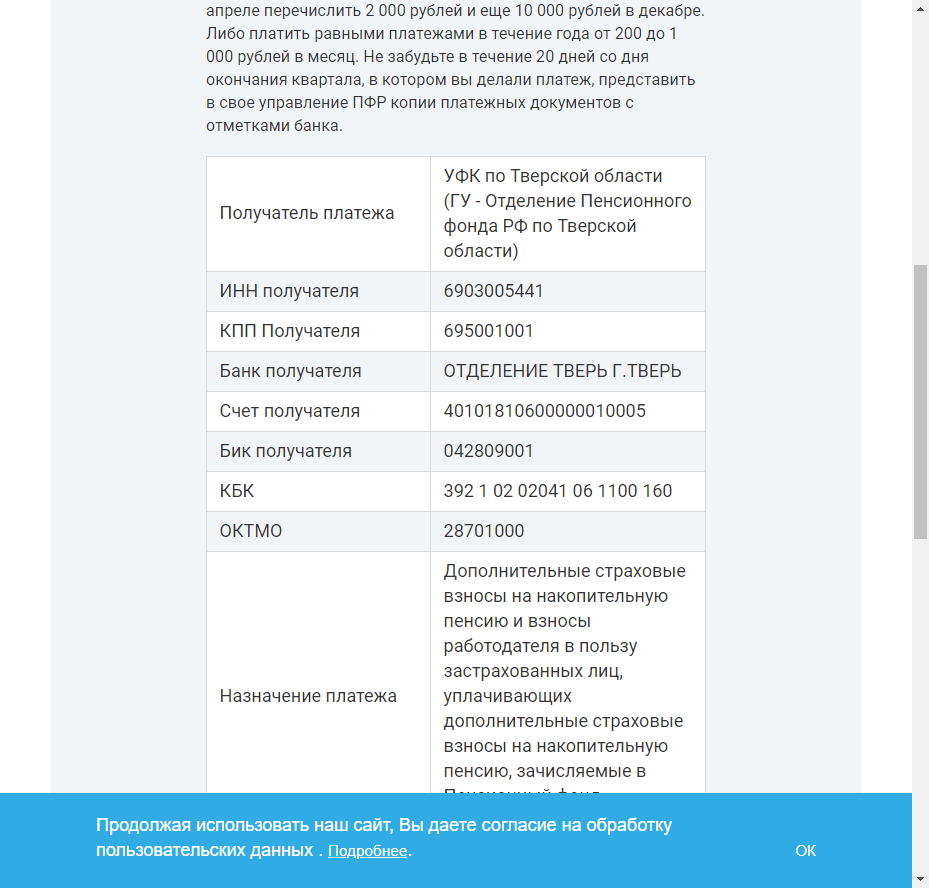 апреле перечислить 2 000 рублей и еще 10 000 рублей в декабре.
Либо платить равными платежами в течение года от 200 до 1
000 рублей в месяц. Не забудьте в течение 20 дней со дня
окончания квартала, в котором вы делали платеж, представить
в свое управление ПФР копии платежных документов с
отметками банка.
Получатель платежа
УФК по Тверской области
(ГУ - Отделение Пенсионного
фонда РФ по Тверской
области)
ИНН получателя
6903005441
КПП Получателя
695001001
Банк получателя
ОТДЕЛЕНИЕ ТВЕРЬ Г.ТВЕРЬ
Счет получателя
40101810600000010005
Бик получателя
042809001
КБК
392 1 02 02041 06 1100 160
ОКТМО
28701000
Назначение платежа
Дополнительные страховые
взносы на накопительную
пенсию и взносы
работодателя в пользу
застрахованных лиц,
уплачивающих
дополнительные страховые
взносы на накопительную
пенсию, зачисляемые в
Пенсионный фонд
Продолжая использовать наш сайт, Вы даете согласие на обработку
пользовательских данных . Подробнее.
ОК